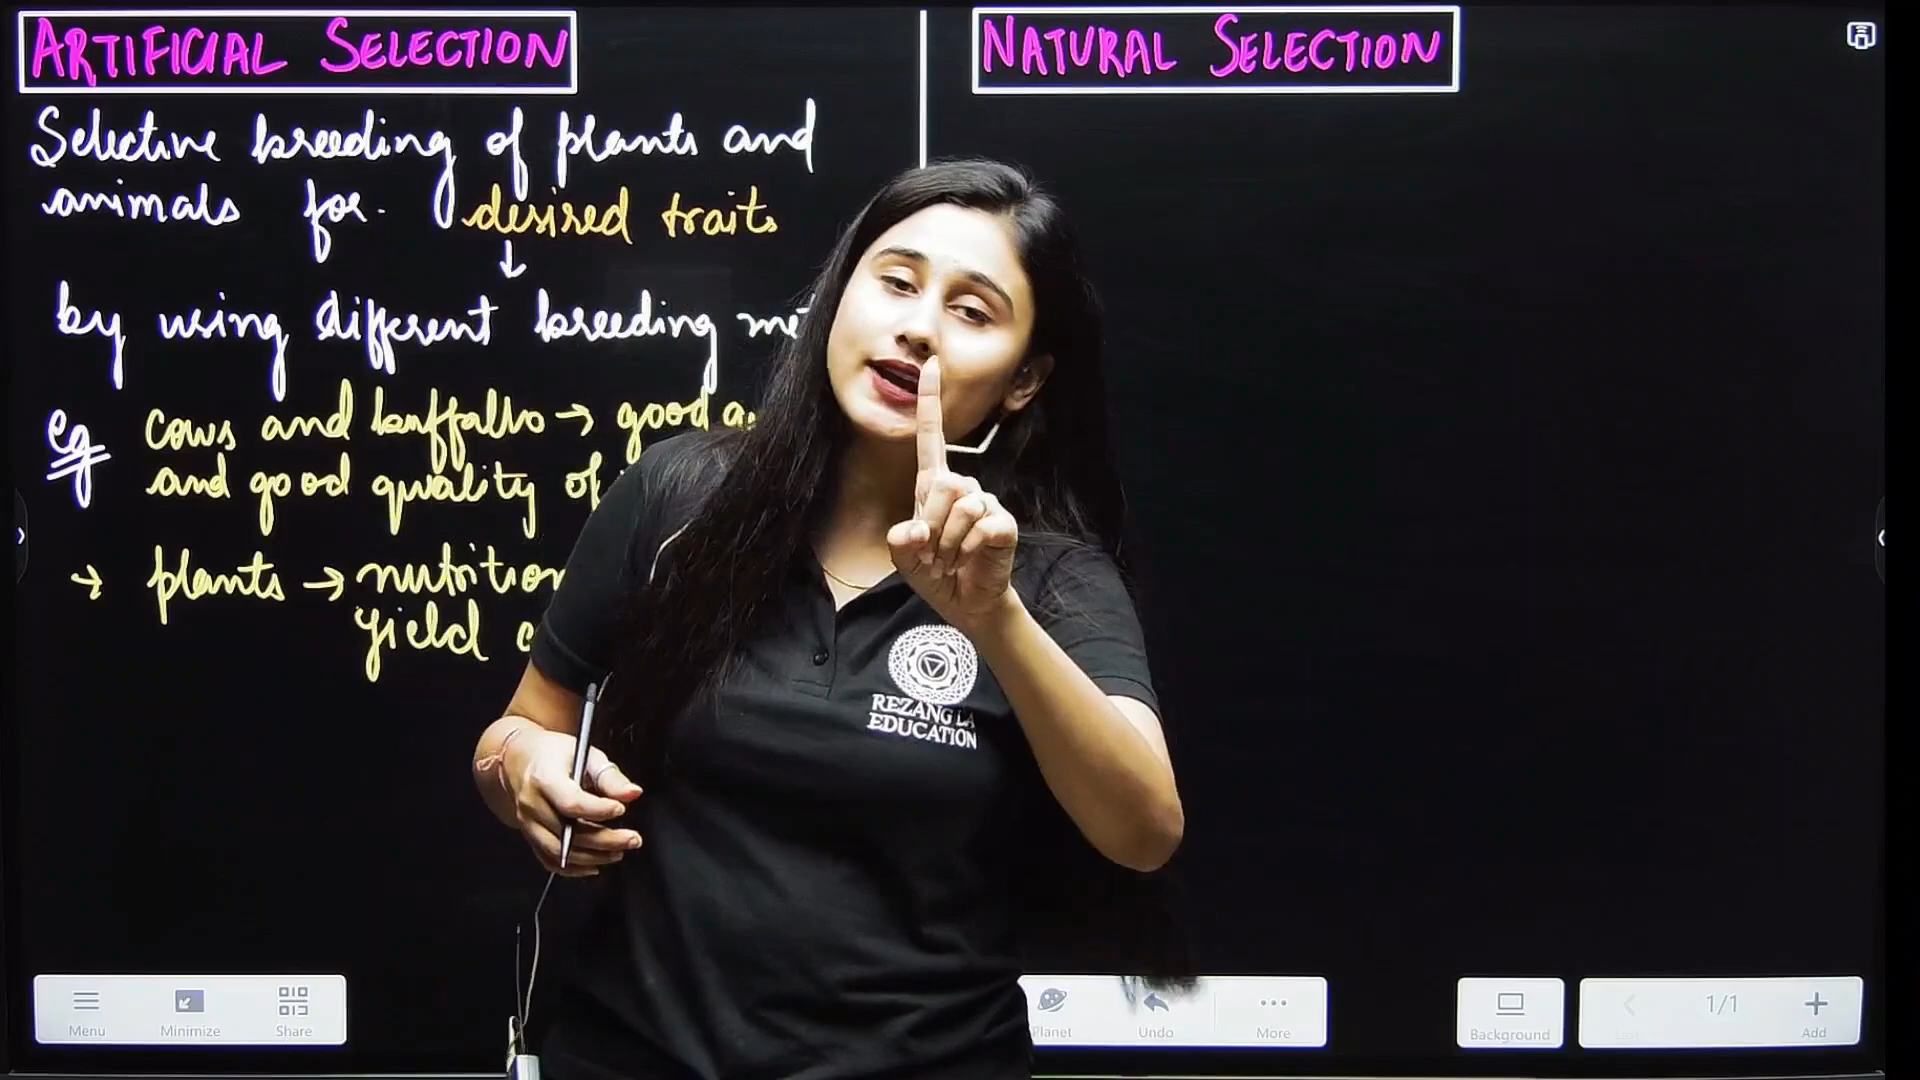 ARTIFICIAL SELECTION
Selective breeding of plants and
animals for desired traits
↓
by using different breeding
eg cows and buffallo → good
and good quality of
→ plants → nutrition
yield
NATURAL SELECTION
REZANG LA
EDUCATION
Menu
Minimize
Share
Planet
Undo
More
Background
1/1
Add